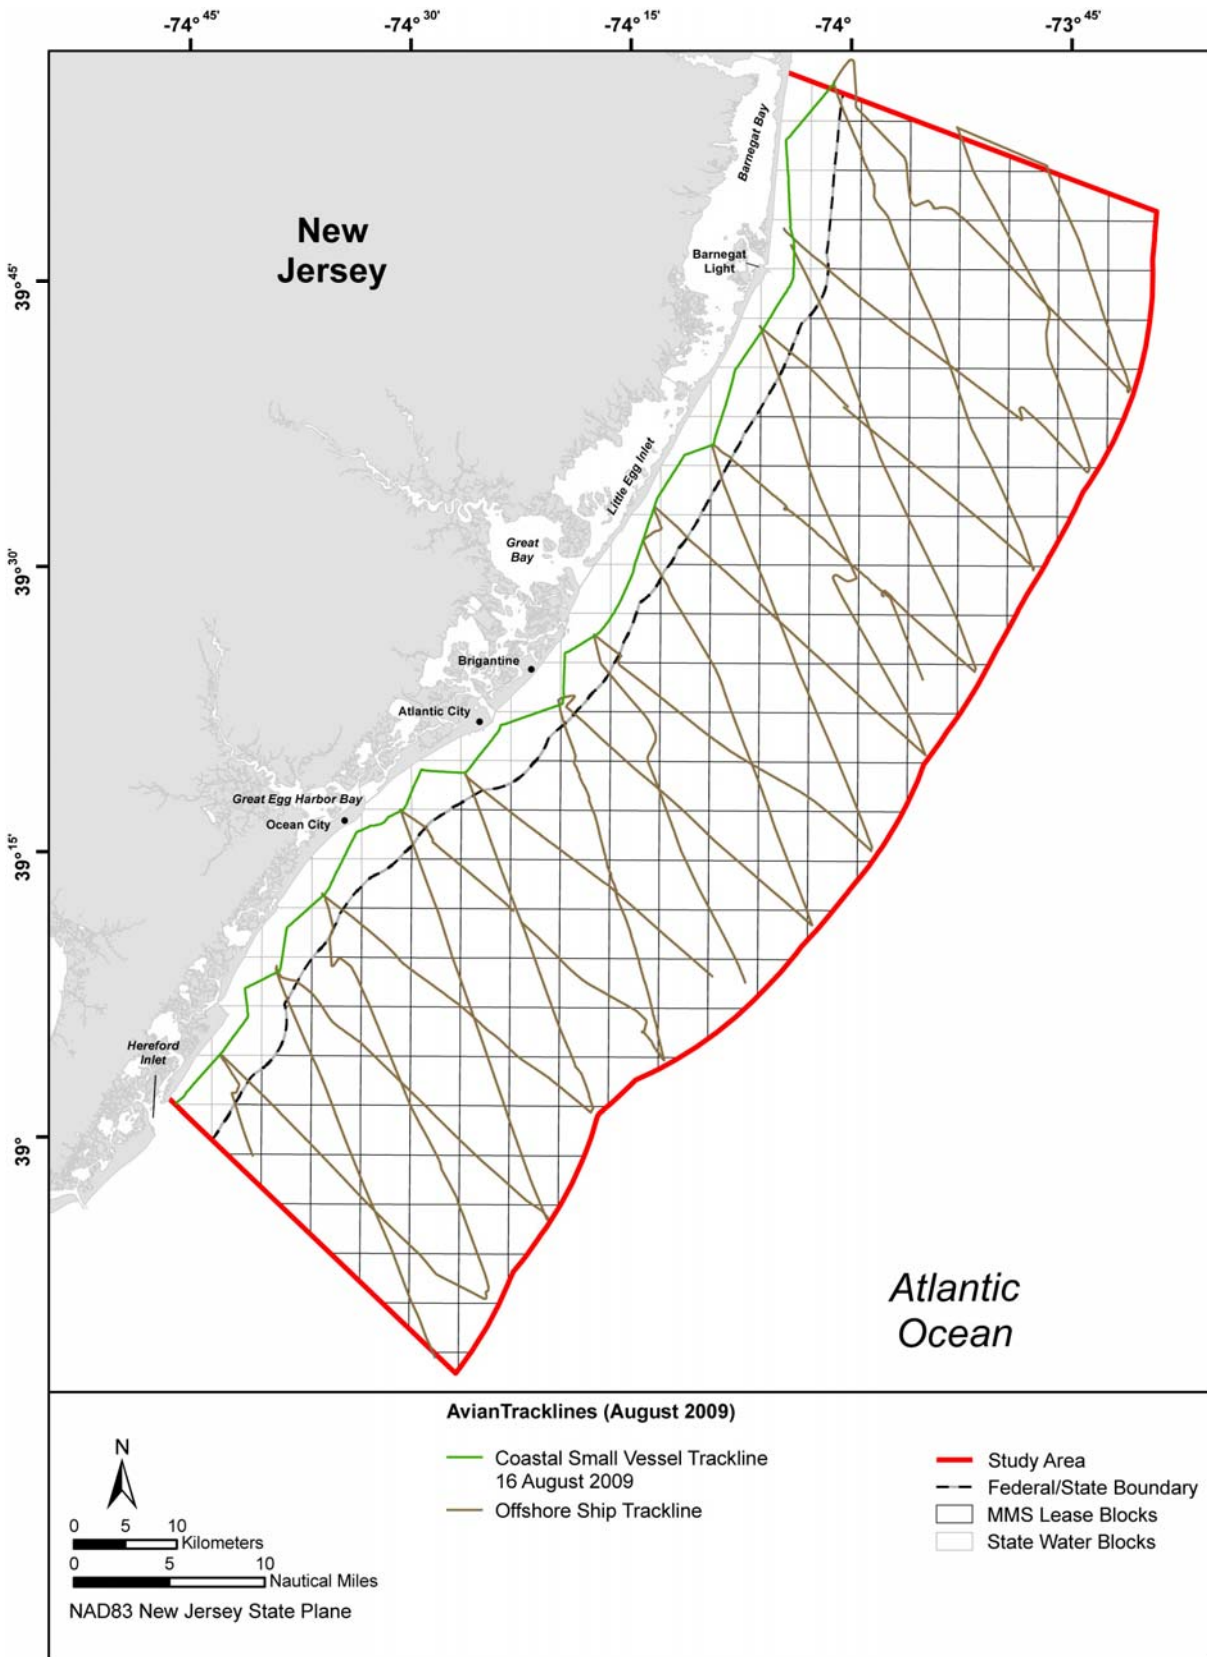 -74° 45'
-74° 30'
-74° 15'
-74°
-73° 45'
Barnegat Bay
New
Jersey
Barnegat
Light
39° 45'
Little Egg Inlet
Great
Bay
39° 30'
Brigantine
Atlantic City
Great Egg Harbor Bay
Ocean City
39° 15'
Hereford
Inlet
39°
Atlantic
Ocean
AvianTracklines (August 2009)
N
Coastal Small Vessel Trackline
16 August 2009
Offshore Ship Trackline
Study Area
Federal/State Boundary
MMS Lease Blocks
State Water Blocks
0 5 10
Kilometers
0 5 10
Nautical Miles
NAD83 New Jersey State Plane